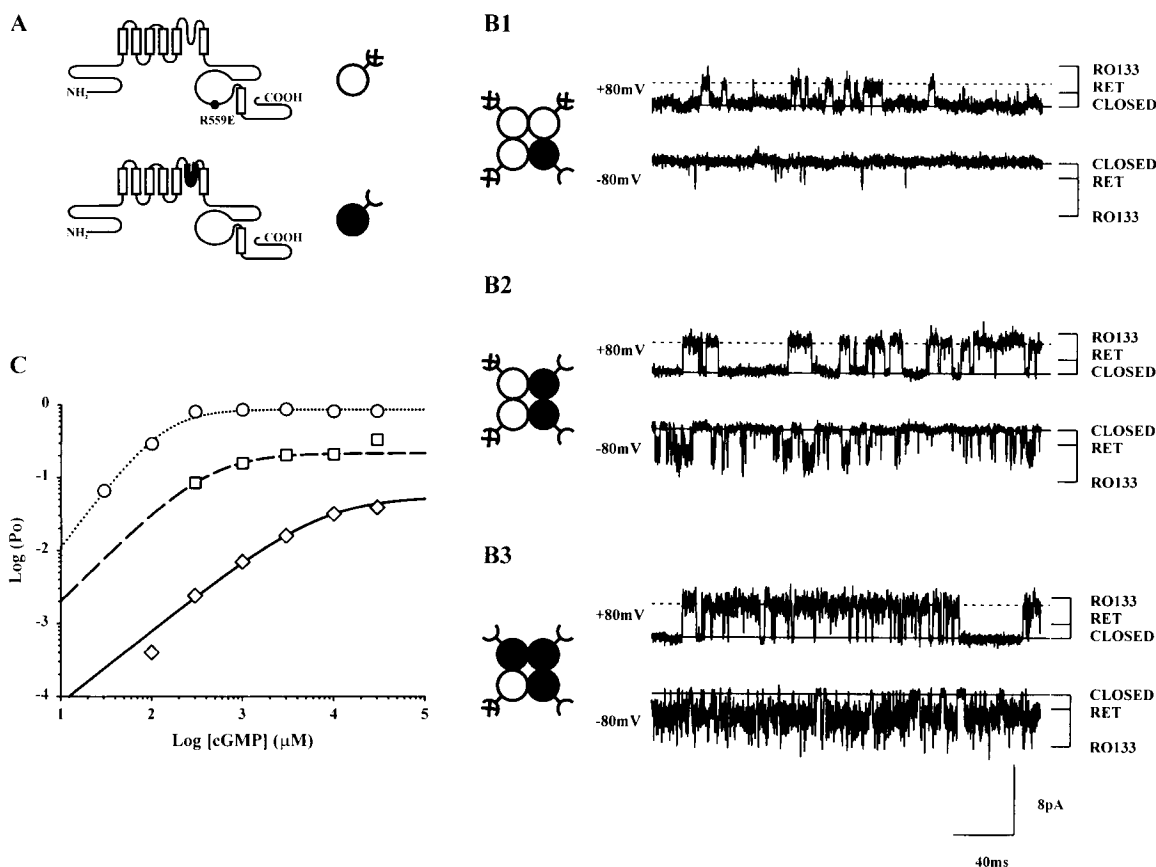 A
NH2
COOH
R559E
NH2
COOH
B1
+80mV
RO133
RET
CLOSED
-80mV
CLOSED
RET
RO133
B2
+80mV
RO133
RET
CLOSED
-80mV
CLOSED
RET
RO133
B3
+80mV
RO133
RET
CLOSED
-80mV
CLOSED
RET
RO133
8pA
40ms
C
Log (Po)
0
-1
-2
-3
-4
1 2 3 4 5
Log [cGMP] (µM)